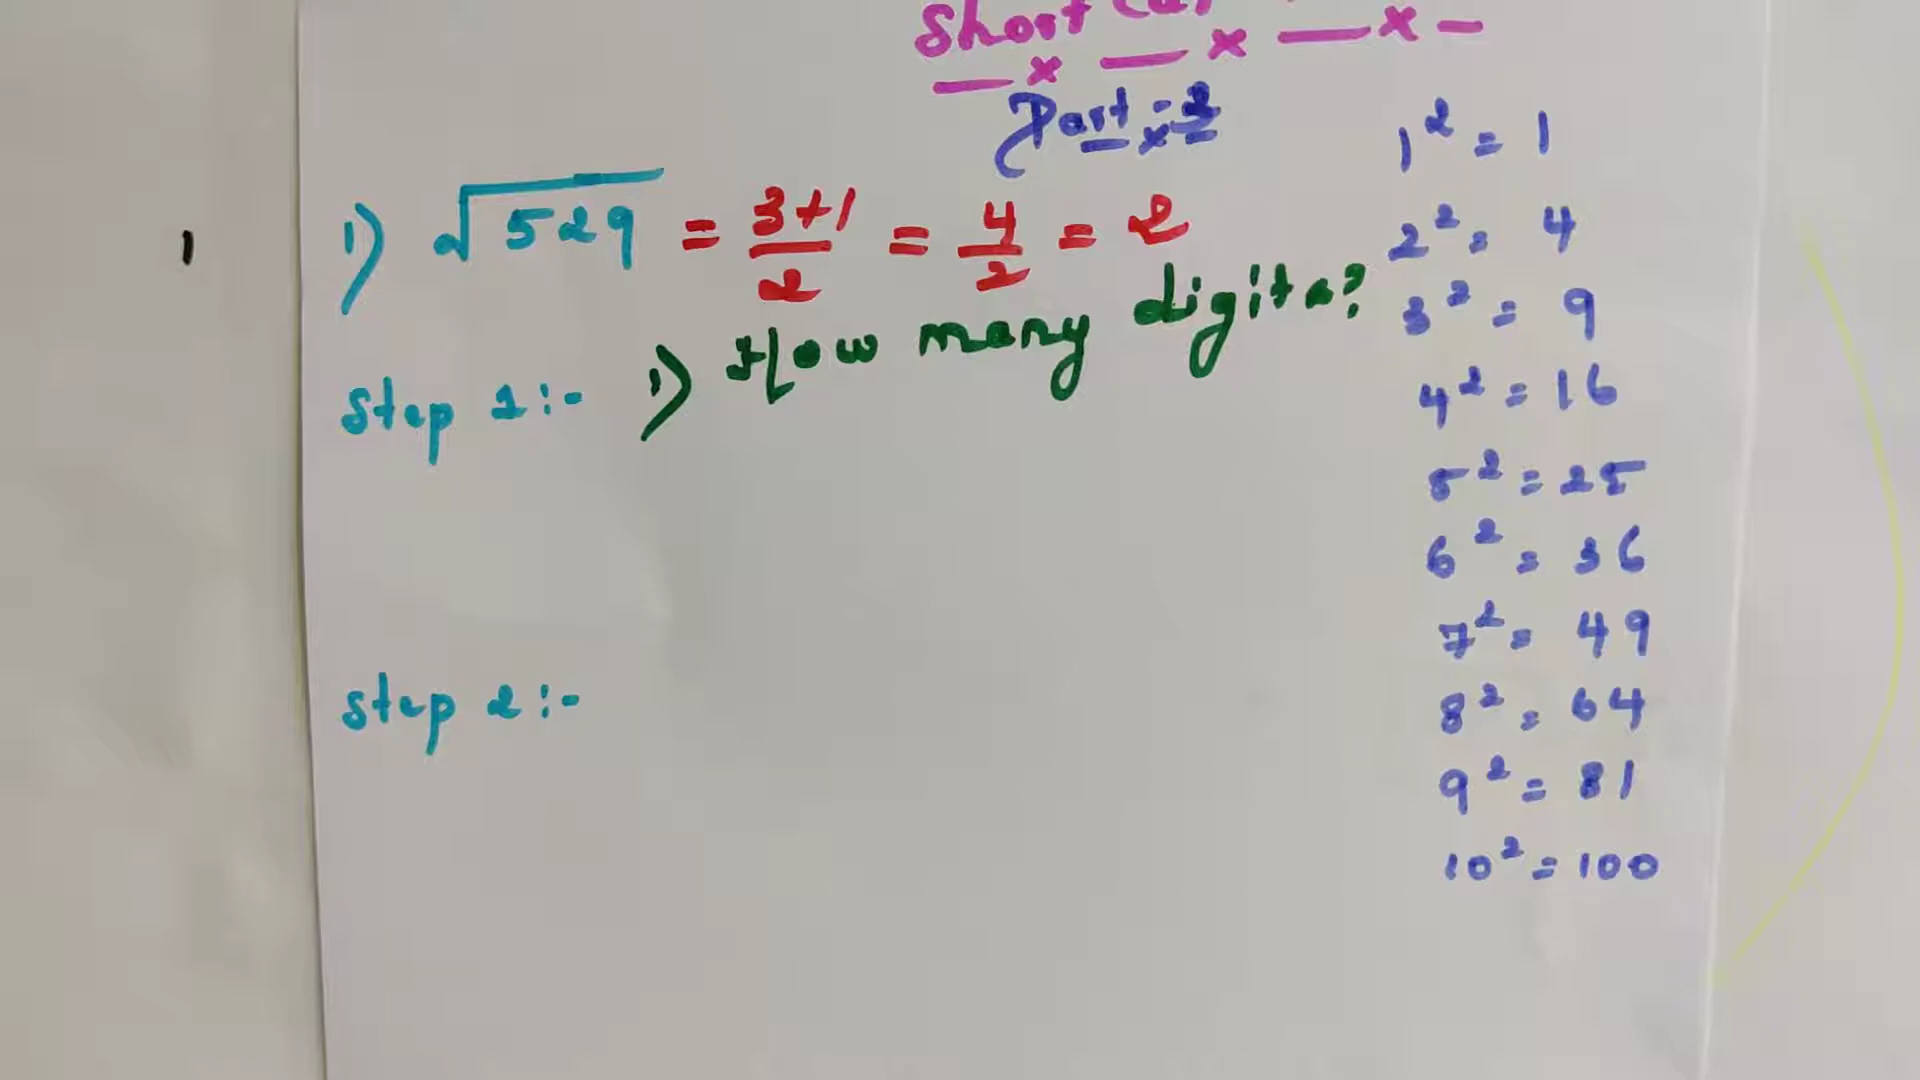 Short Cut
Part :- 2
1) √529 = 3+1/2 = 4/2 = 2
Step 1:- 1) How many digits?
Step 2:-
1² = 1
2² = 4
3² = 9
4² = 16
5² = 25
6² = 36
7² = 49
8² = 64
9² = 81
10² = 100